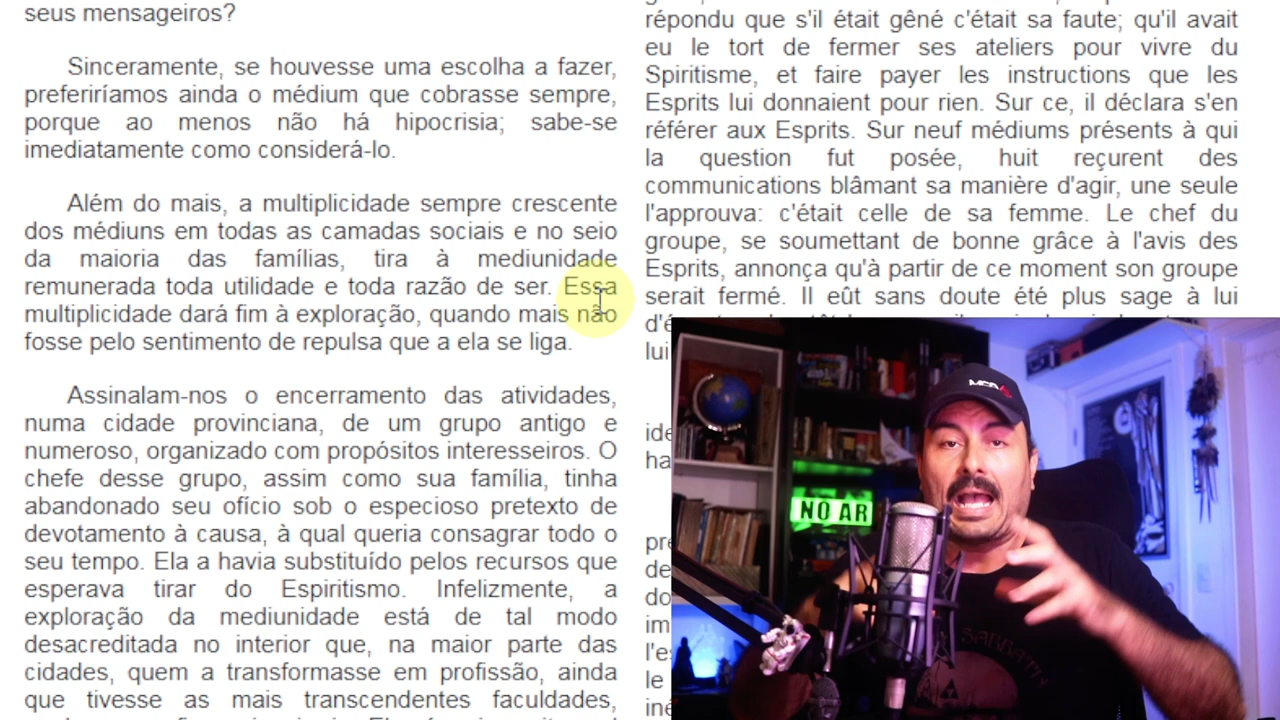 seus mensageiros?
Sinceramente, se houvesse uma escolha a fazer,
preferiríamos ainda o médium que cobrasse sempre,
porque ao menos não há hipocrisia; sabe-se
imediatamente como considerá-lo.
Além do mais, a multiplicidade sempre crescente
dos médiuns em todas as camadas sociais e no seio
da maioria das famílias, tira à mediunidade
remunerada toda utilidade e toda razão de ser. Essa
multiplicidade dará fim à exploração, quando mais não
fosse pelo sentimento de repulsa que a ela se liga.
Assinalam-nos o encerramento das atividades,
numa cidade provinciana, de um grupo antigo e
numeroso, organizado com propósitos interesseiros. O
chefe desse grupo, assim como sua família, tinha
abandonado seu ofício sob o especioso pretexto de
devotamento à causa, à qual queria consagrar todo o
seu tempo. Ela a havia substituído pelos recursos que
esperava tirar do Espiritismo. Infelizmente, a
exploração da mediunidade está de tal modo
desacreditada no interior que, na maior parte das
cidades, quem a transformasse em profissão, ainda
que tivesse as mais transcendentes faculdades,
répondu que s'il était gêné c'était sa faute; qu'il avait
eu le tort de fermer ses ateliers pour vivre du
Spiritisme, et faire payer les instructions que les
Esprits lui donnaient pour rien. Sur ce, il déclara s'en
référer aux Esprits. Sur neuf médiums présents à qui
la question fut posée, huit reçurent des
communications blâmant sa manière d'agir, une seule
l'approuva: c'était celle de sa femme. Le chef du
groupe, se soumettant de bonne grâce à l'avis des
Esprits, annonça qu'à partir de ce moment son groupe
serait fermé. Il eût sans doute été plus sage à lui
lui
le
NO AR